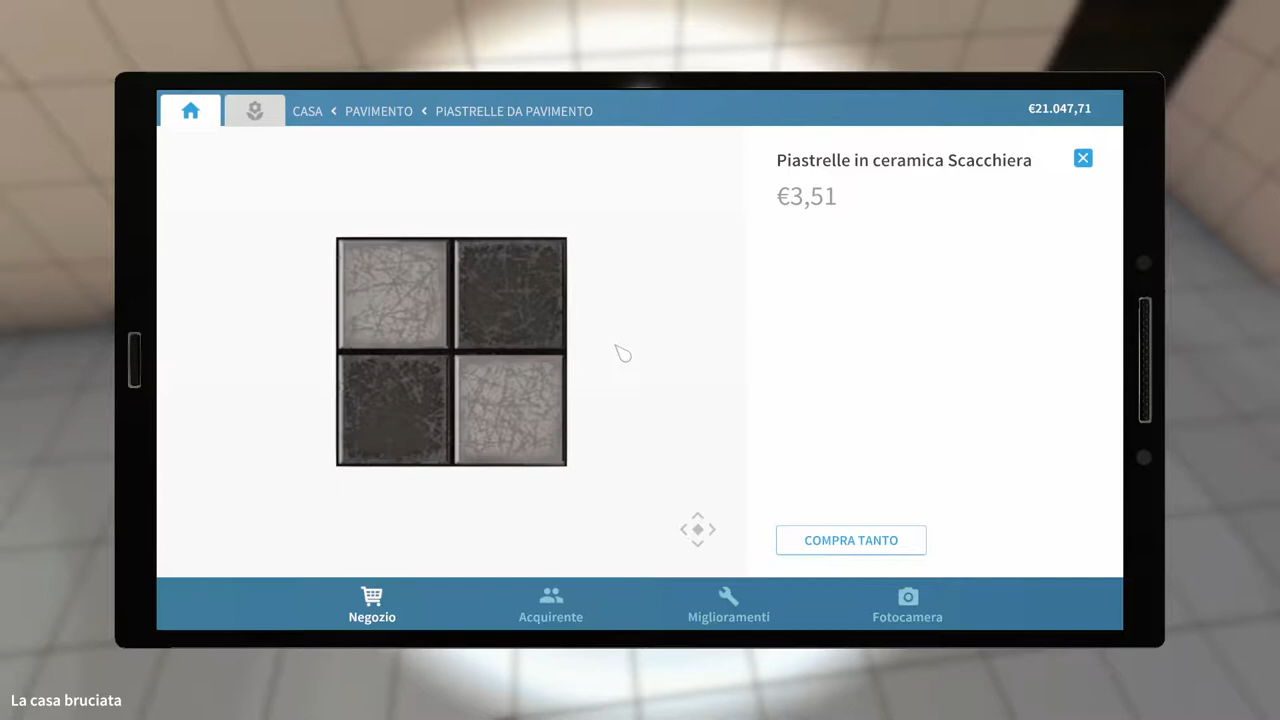 CASA < PAVIMENTO < PIASTRELLE DA PAVIMENTO
€21.047,71
Piastrelle in ceramica Scacchiera
€3,51
COMPRA TANTO
Negozio
Acquirente
Miglioramenti
Fotocamera
La casa bruciata